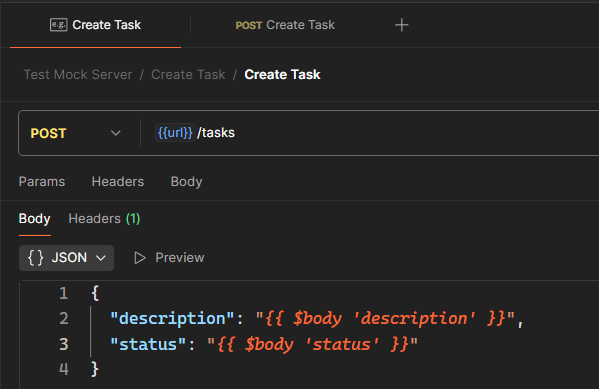 e.g. Create Task POST Create Task +
Test Mock Server / Create Task / Create Task
POST {{url}} /tasks
Params Headers Body
Body Headers (1)
{} JSON Preview
1 {
2 "description": "{{ $body 'description' }}",
3 "status": "{{ $body 'status' }}"
4 }